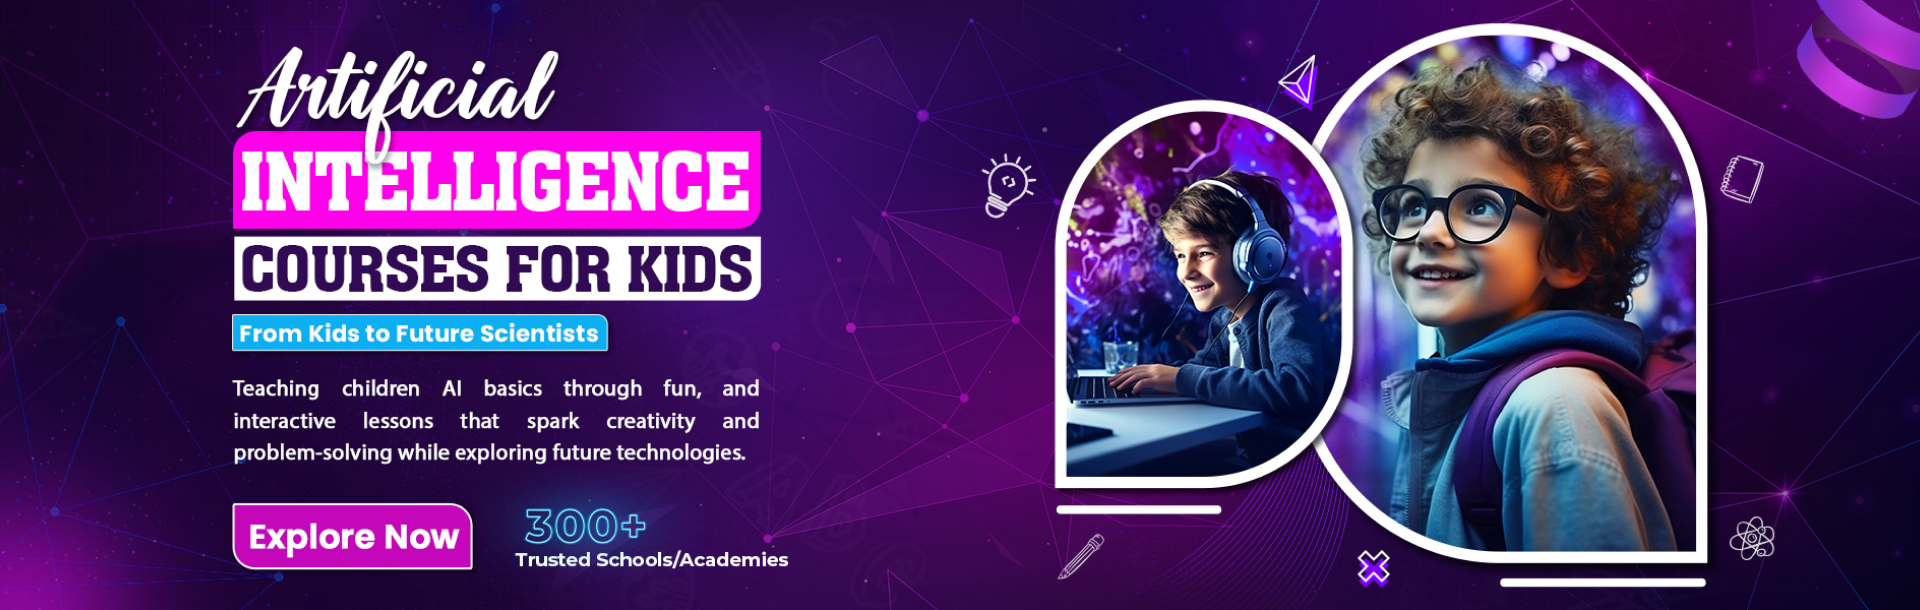 Artificial
INTELLIGENCE
COURSES FOR KIDS
From Kids to Future Scientists
Teaching children AI basics through fun, and
interactive lessons that spark creativity and
problem-solving while exploring future technologies.
Explore Now
300+
Trusted Schools/Academies